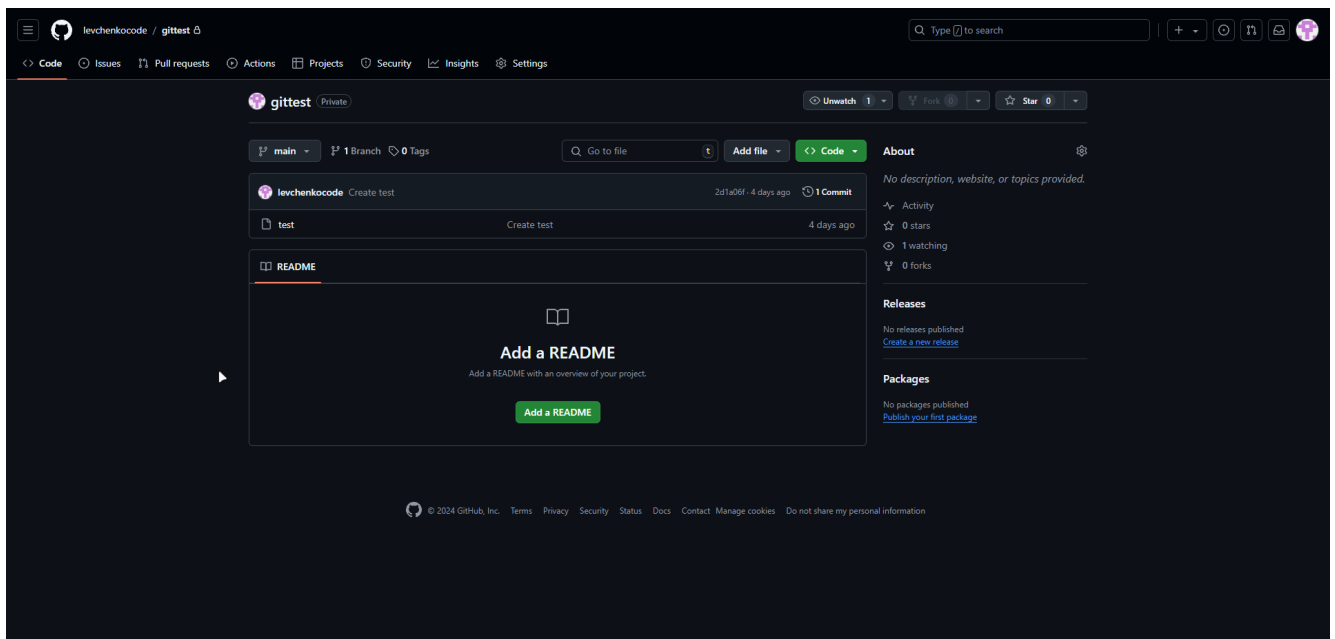 levchenkocode / gittest
Type / to search
Code Issues Pull requests Actions Projects Security Insights Settings
gittest Private
Unwatch 1 Fork 0 Star 0
main 1 Branch 0 Tags
Go to file t Add file Code
levchenkocode Create test 2d1a06f · 4 days ago 1 Commit
test Create test 4 days ago
README
Add a README
Add a README with an overview of your project.
Add a README
About
No description, website, or topics provided.
Activity
0 stars
1 watching
0 forks
Releases
No releases published
Create a new release
Packages
No packages published
Publish your first package
© 2024 GitHub, Inc. Terms Privacy Security Status Docs Contact Manage cookies Do not share my personal information